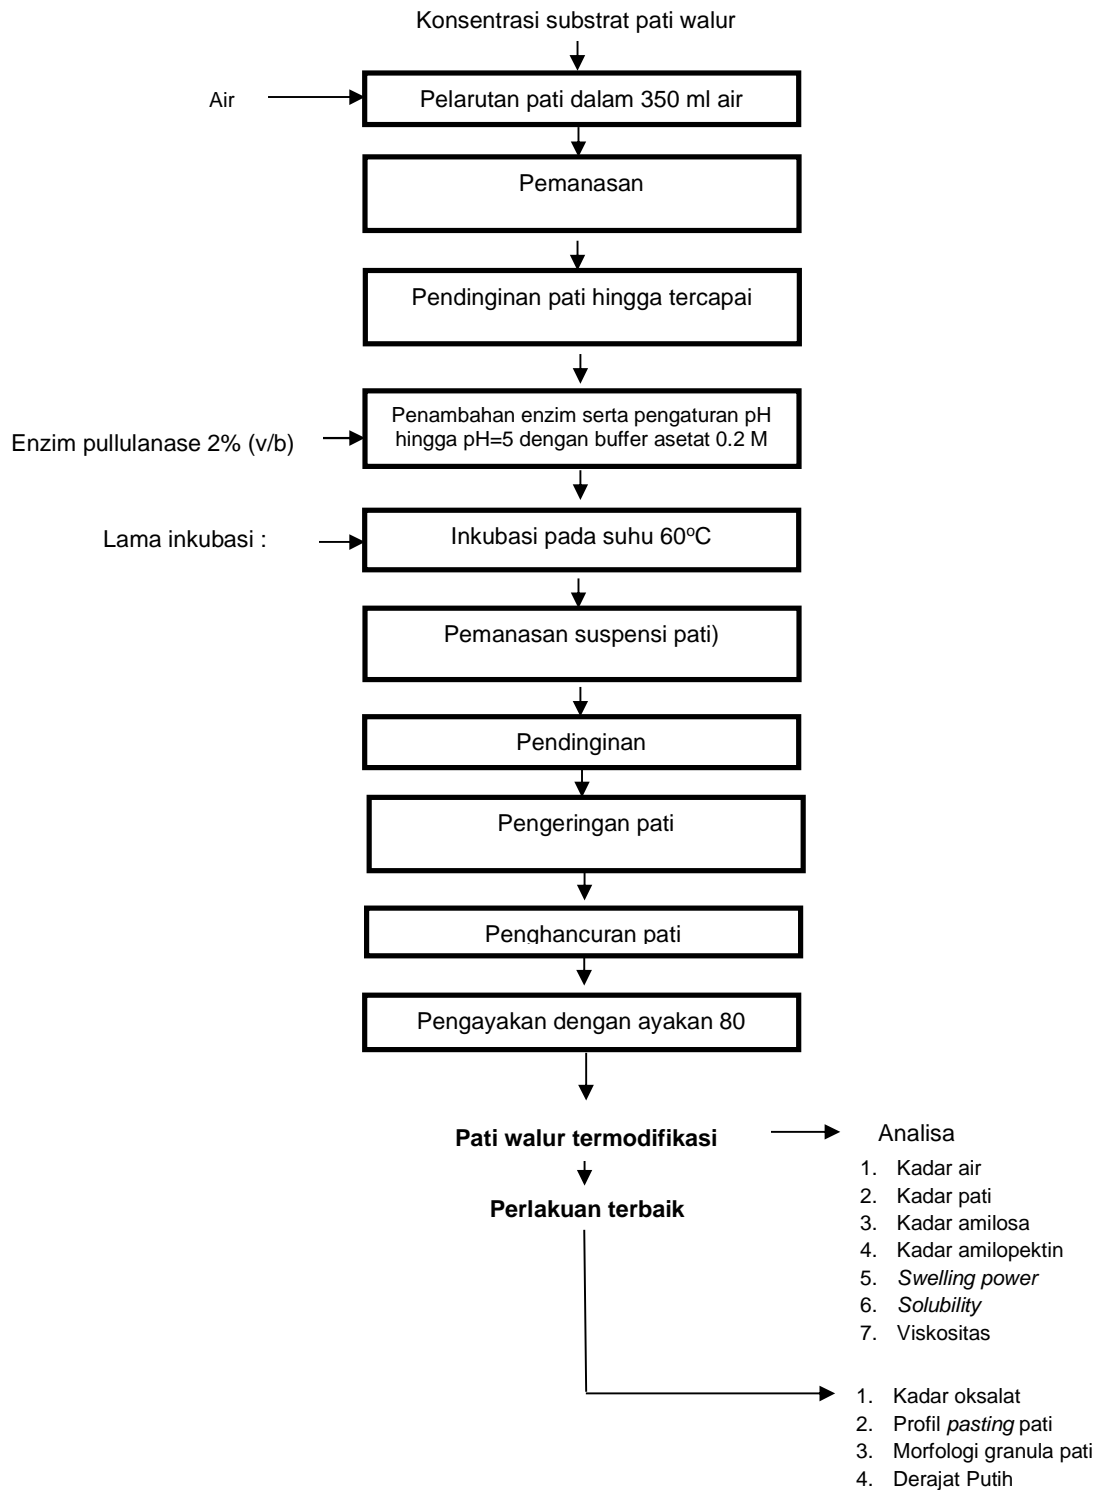 Konsentrasi substrat pati walur
Air
Pelarutan pati dalam 350 ml air
Pemanasan
Pendinginan pati hingga tercapai
Enzim pullulanase 2% (v/b)
Penambahan enzim serta pengaturan pH
hingga pH=5 dengan buffer asetat 0.2 M
Lama inkubasi :
Inkubasi pada suhu 60ºC
Pemanasan suspensi pati)
Pendinginan
Pengeringan pati
Penghancuran pati
Pengayakan dengan ayakan 80
Pati walur termodifikasi
Analisa
1. Kadar air
2. Kadar pati
3. Kadar amilosa
4. Kadar amilopektin
5. Swelling power
6. Solubility
7. Viskositas
Perlakuan terbaik
1. Kadar oksalat
2. Profil pasting pati
3. Morfologi granula pati
4. Derajat Putih